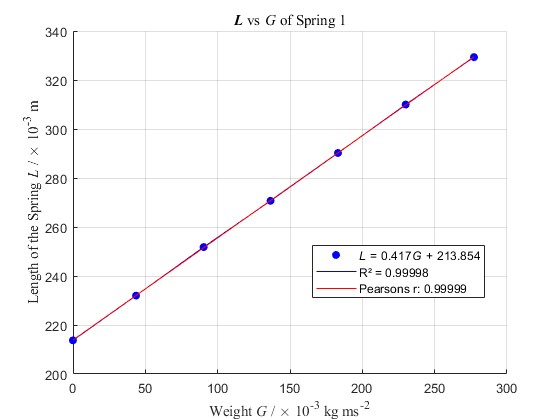 L vs G of Spring 1
Length of the Spring L / × 10⁻³ m
340
320
300
280
260
240
220
200
L = 0.417G + 213.854
R² = 0.99998
Pearsons r: 0.99999
0
50
100
150
200
250
300
Weight G / × 10⁻³ kg ms⁻²